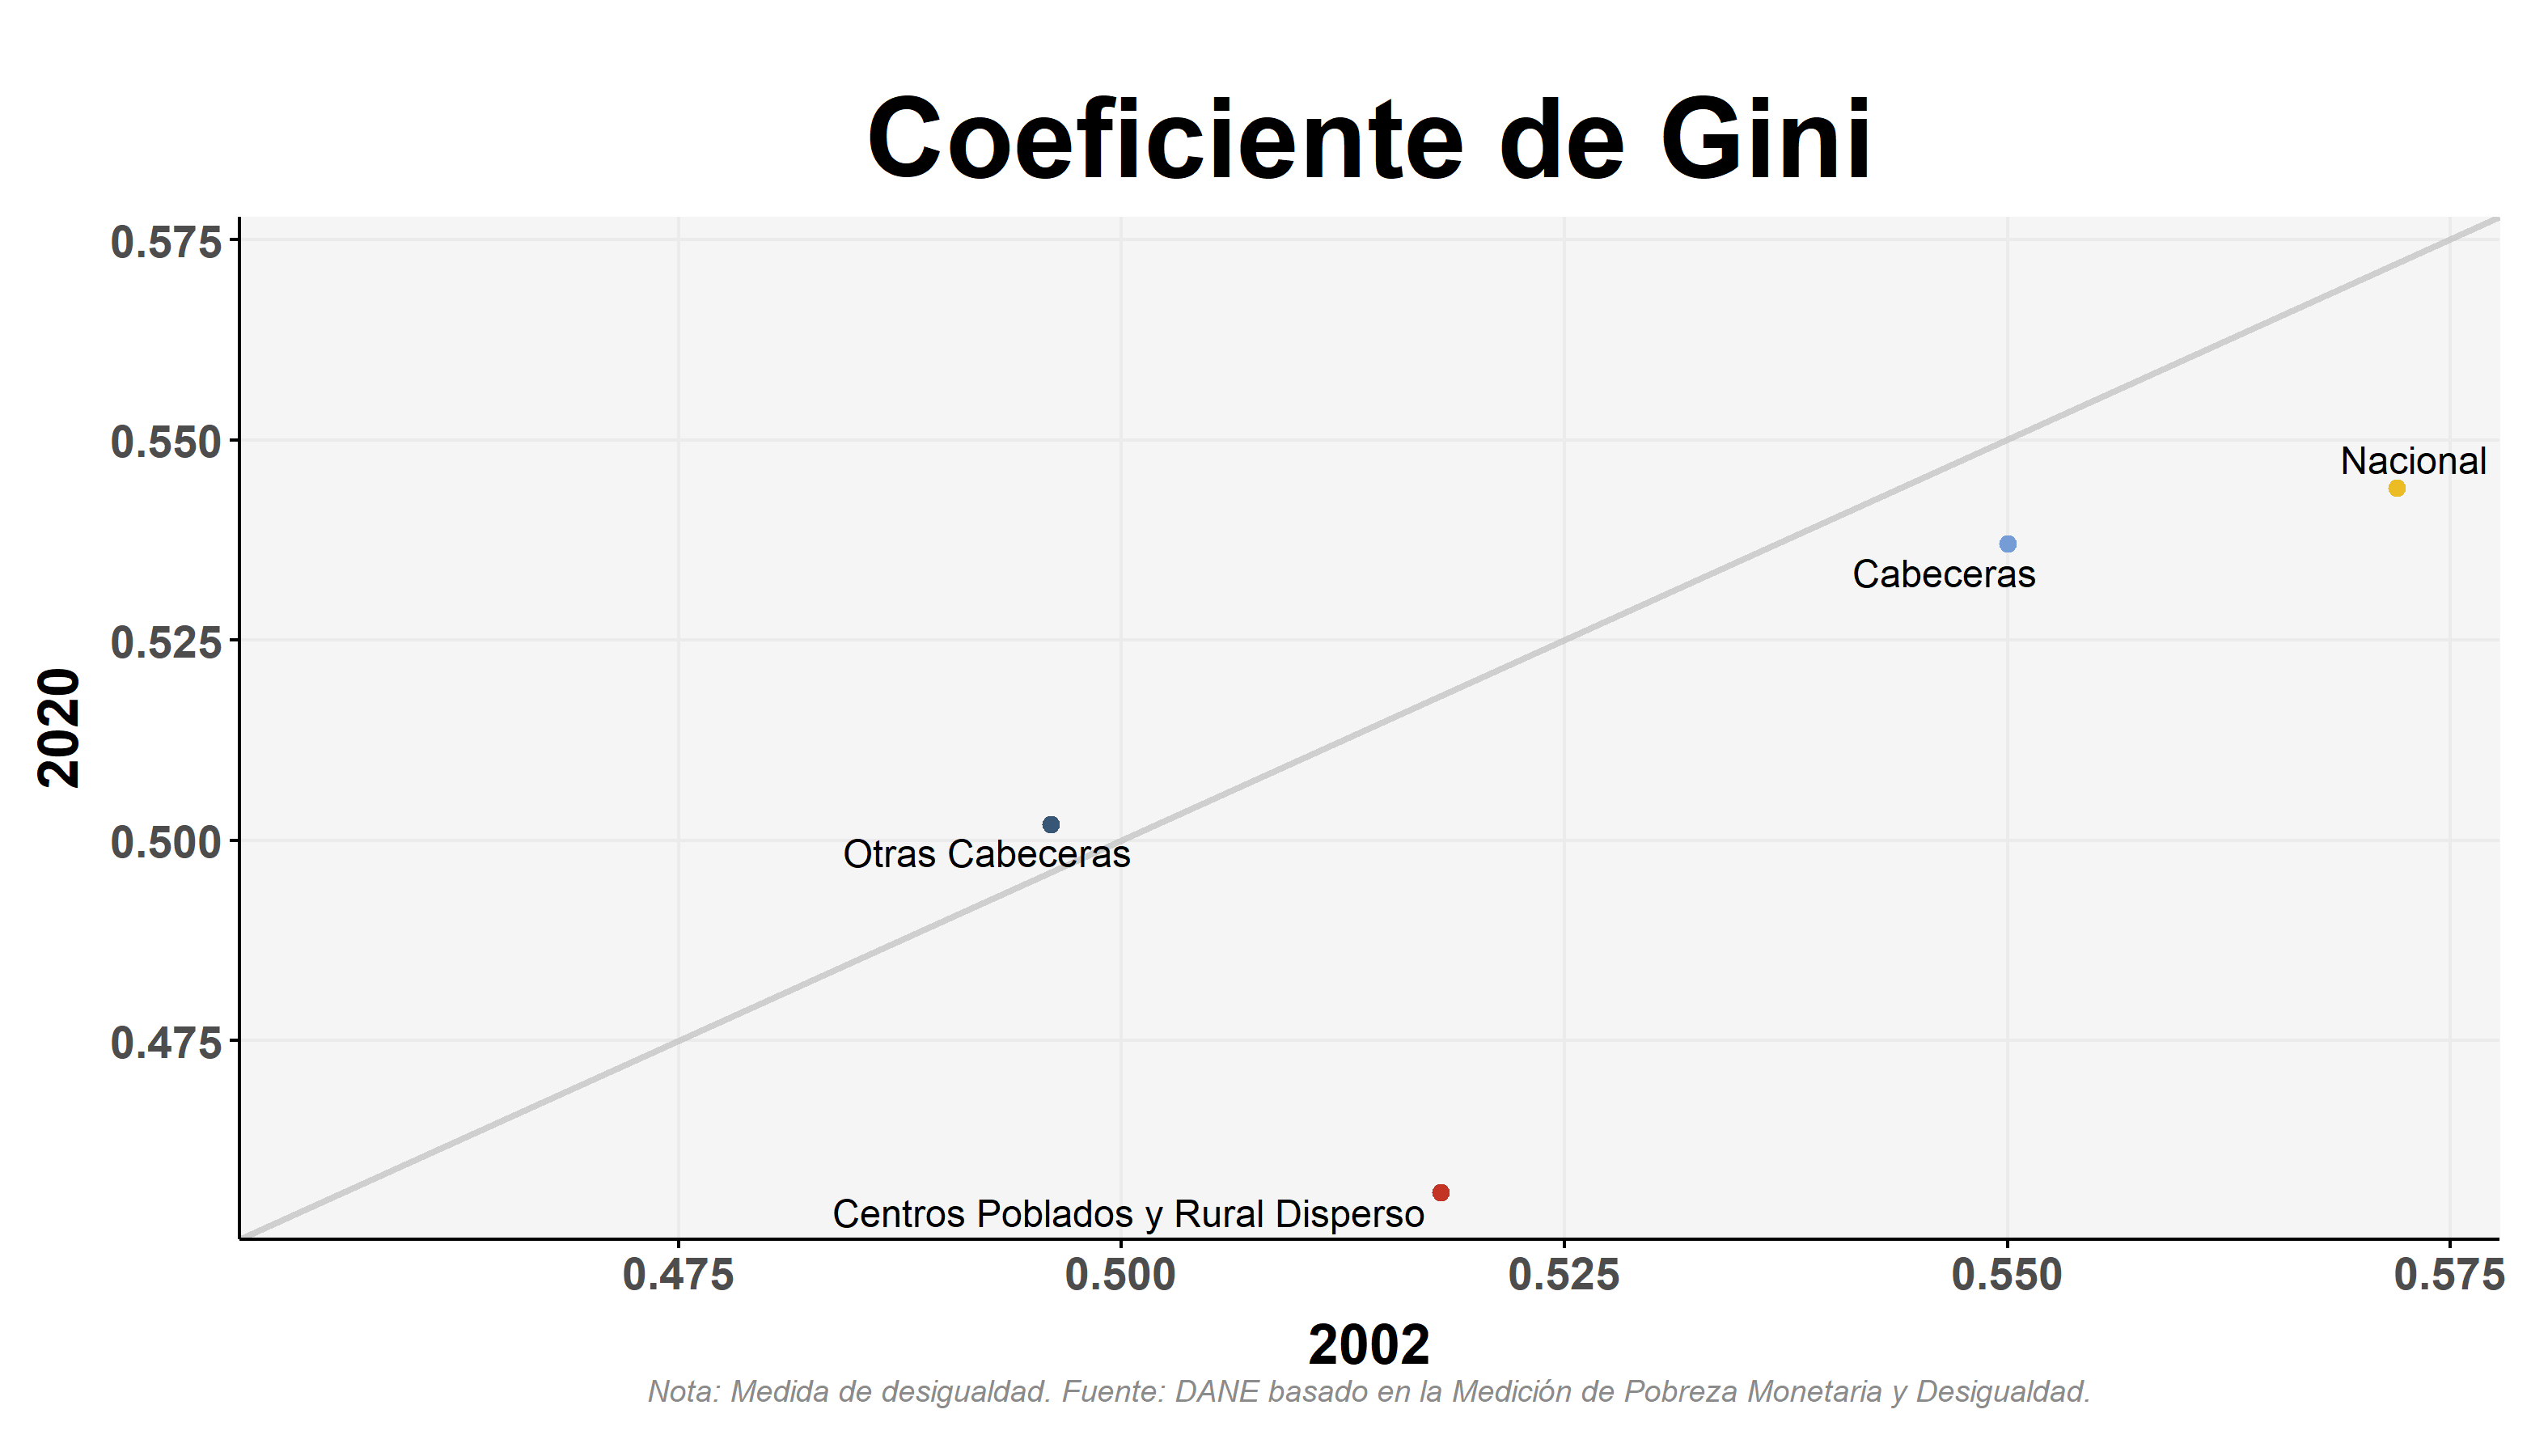 Coeficiente de Gini
0.575
0.550
0.525
0.500
0.475
2020
Nacional
Cabeceras
Otras Cabeceras
Centros Poblados y Rural Disperso
0.475
0.500
0.525
0.550
0.575
2002
Nota: Medida de desigualdad. Fuente: DANE basado en la Medición de Pobreza Monetaria y Desigualdad.